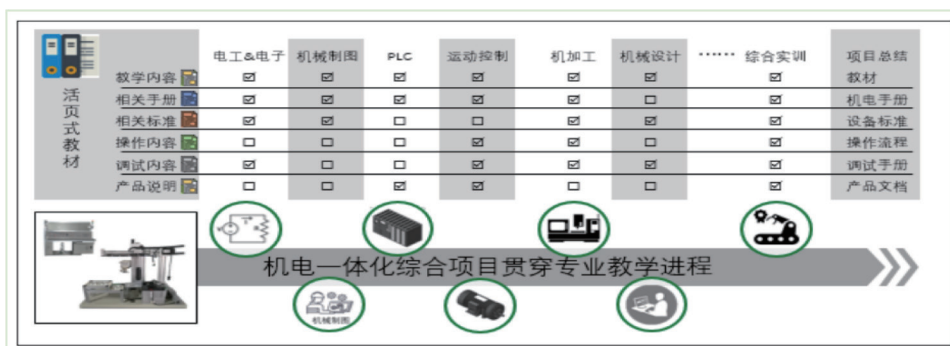 电工&电子 机械制图 PLC 运动控制 机加工 机械设计 …… 综合实训 项目总结
活页式教材
教学内容 ☑ ☑ ☑ ☑ ☑ ☑ ☑ 教材
相关手册 ☑ ☑ ☑ ☑ ☑ ☐ ☑ 机电手册
相关标准 ☑ ☑ ☐ ☐ ☑ ☑ ☑ 设备标准
操作内容 ☐ ☐ ☐ ☑ ☑ ☐ ☑ 操作流程
调试内容 ☑ ☐ ☐ ☑ ☑ ☑ ☑ 调试手册
产品说明 ☐ ☐ ☑ ☑ ☐ ☐ ☑ 产品文档
机电一体化综合项目贯穿专业教学进程
机械制图